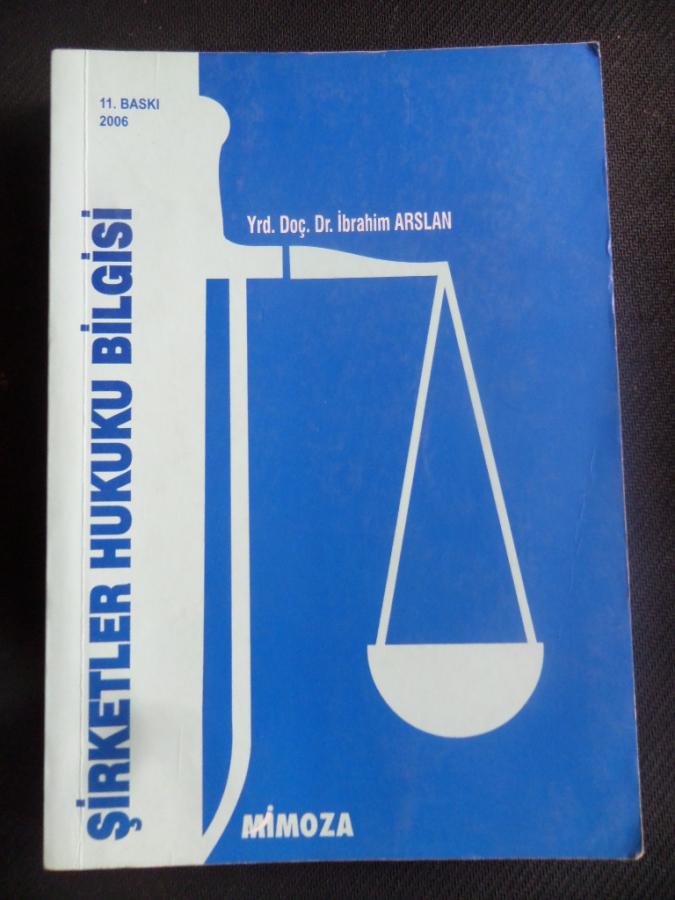 11. BASKI
2006
Yrd. Doç. Dr. İbrahim ARSLAN
ŞİRKETLER HUKUKU BİLGİSİ
MİMOZA